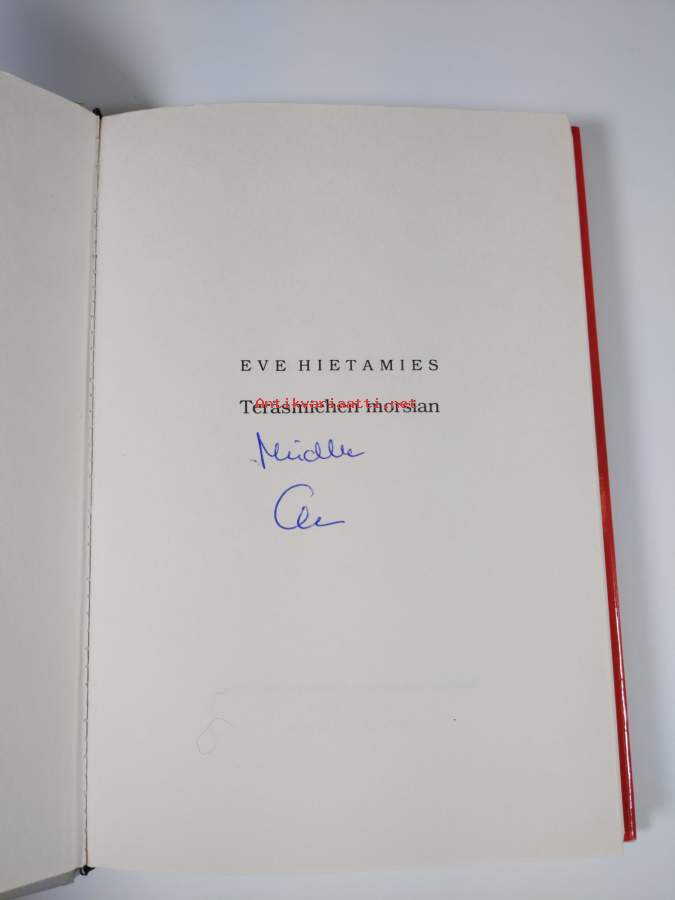 EVE HIETAMIES
Antikvariaatti.net
Teräsmiehen morsian